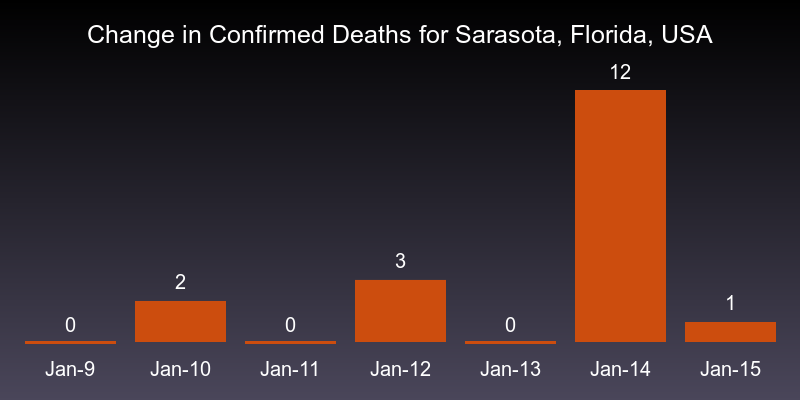 Change in Confirmed Deaths for Sarasota, Florida, USA
12
3
2
1
0
0
0
Jan-9
Jan-10
Jan-11
Jan-12
Jan-13
Jan-14
Jan-15